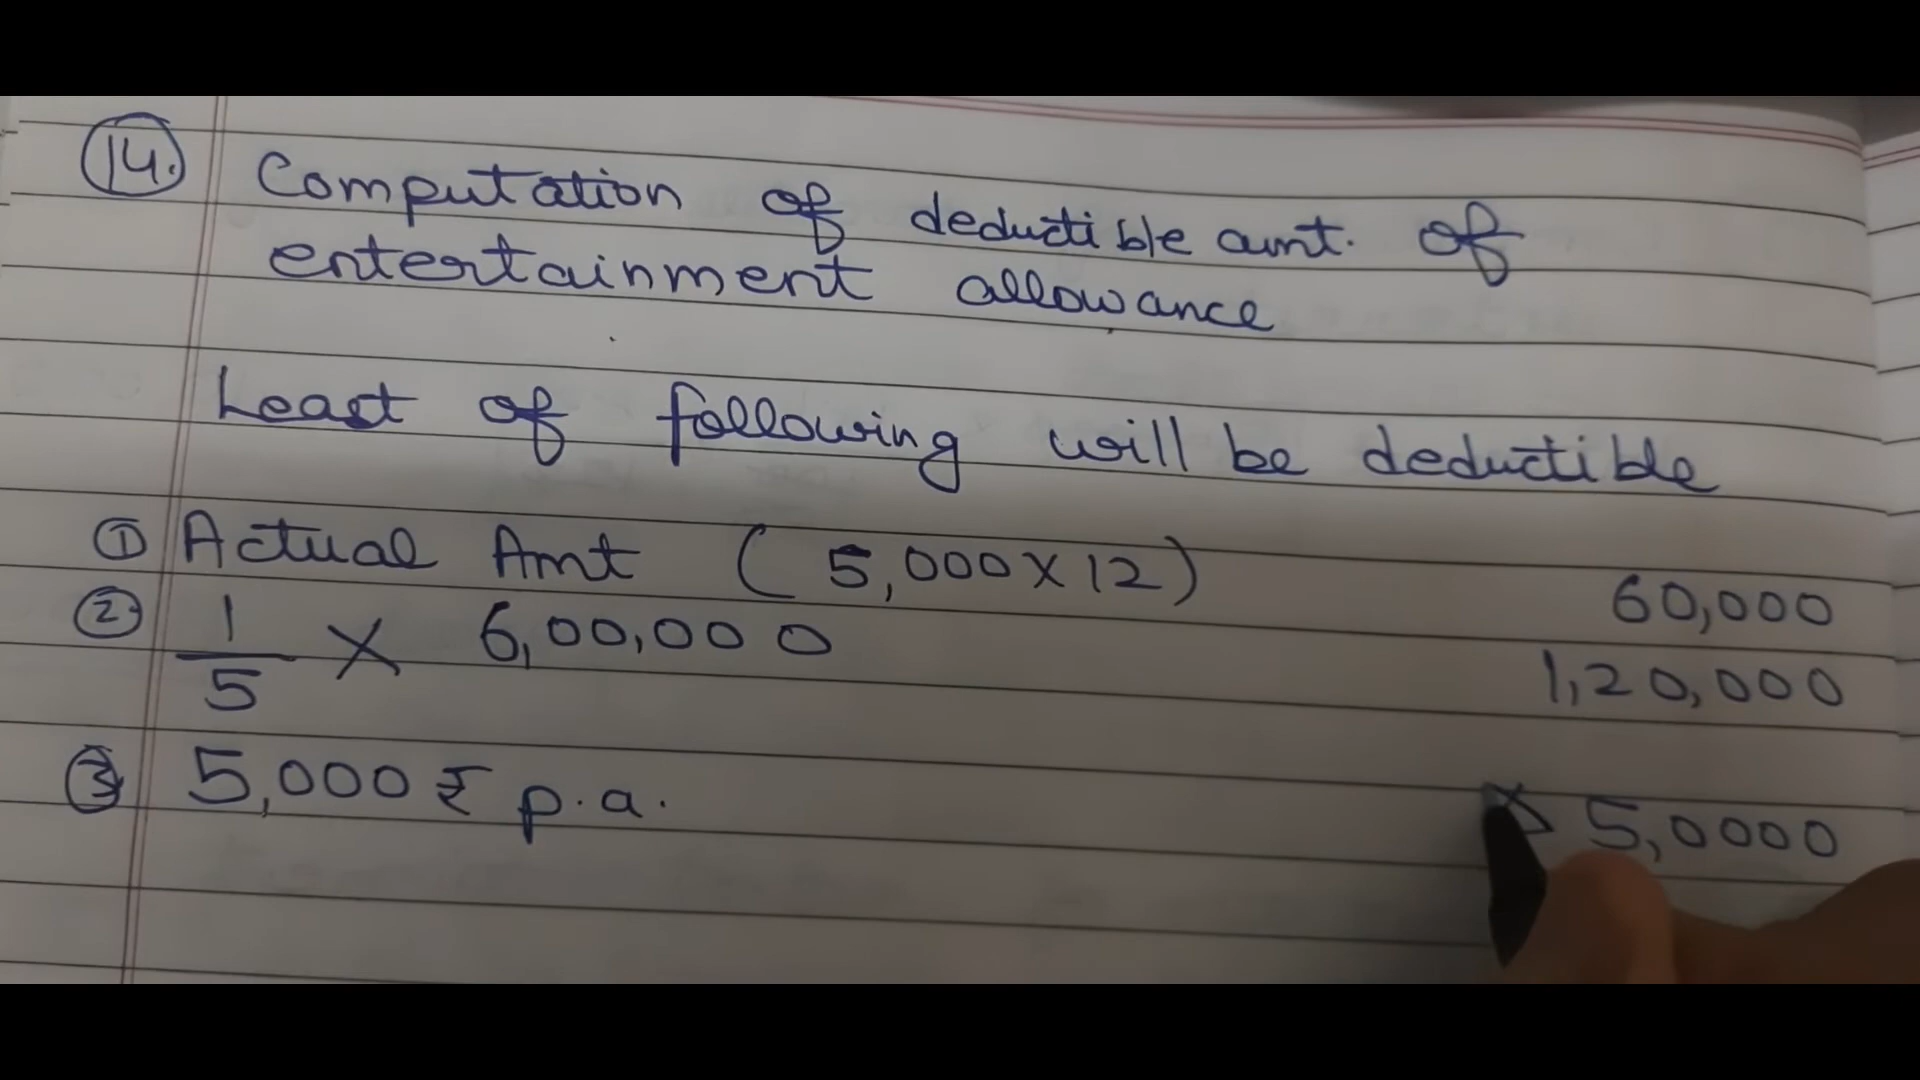 14. Computation of deductible amt. of
entertainment allowance
Least of following will be deductible
① Actual Amt (5,000 X 12) 60,000
② 1/5 X 6,00,000 1,20,000
③ 5,000 ₹ p.a. 5,0000